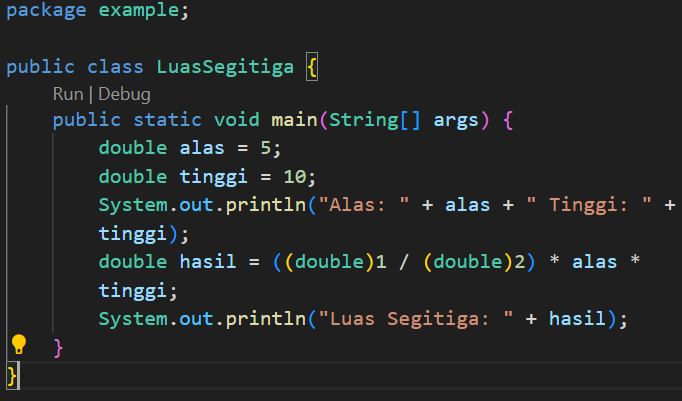 package example;
public class LuasSegitiga {
Run | Debug
public static void main(String[] args) {
double alas = 5;
double tinggi = 10;
System.out.println("Alas: " + alas + " Tinggi: " +
tinggi);
double hasil = ((double)1 / (double)2) * alas *
tinggi;
System.out.println("Luas Segitiga: " + hasil);
}
}